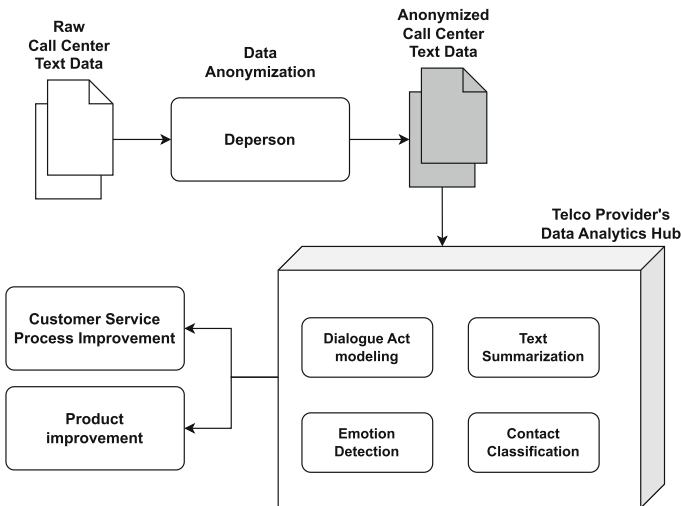 Raw
Call Center
Text Data
Data
Anonymization
Anonymized
Call Center
Text Data
Deperson
Telco Provider's
Data Analytics Hub
Customer Service
Process Improvement
Product
improvement
Dialogue Act
modeling
Text
Summarization
Emotion
Detection
Contact
Classification